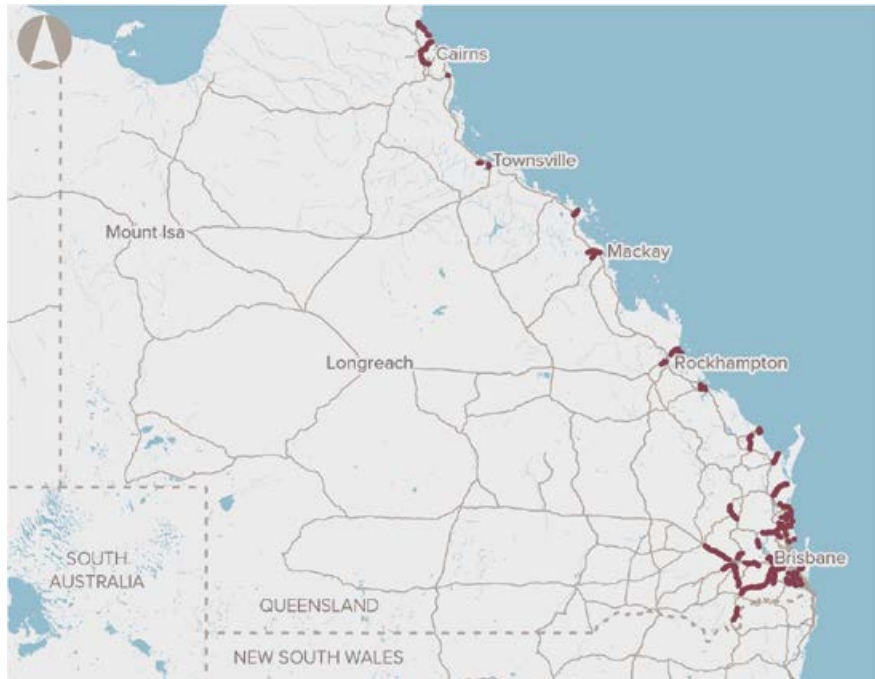 Cairns
Townsville
Mount Isa
Mackay
Longreach
Rockhampton
Brisbane
SOUTH
AUSTRALIA
QUEENSLAND
NEW SOUTH WALES